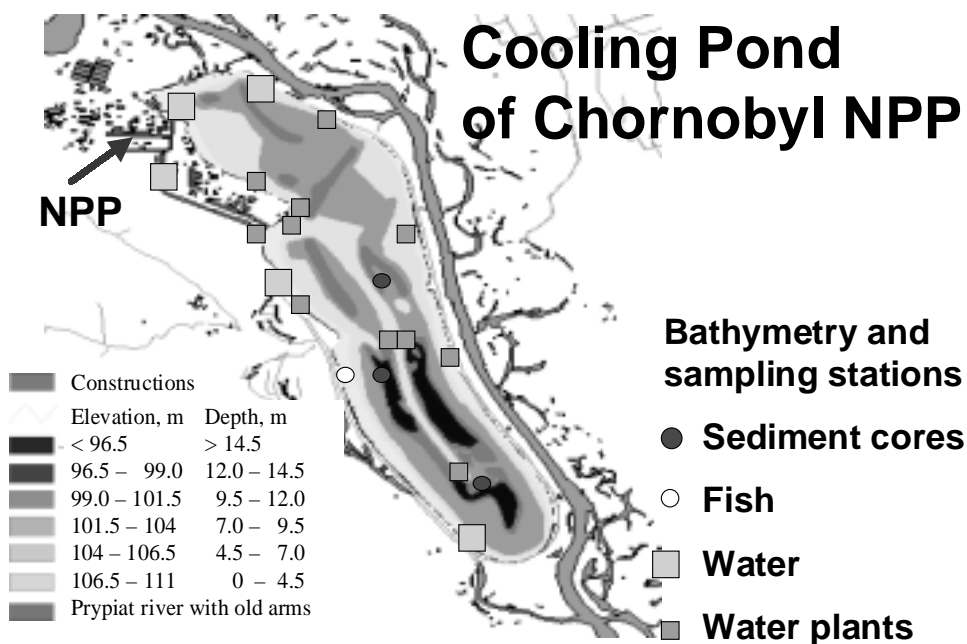 Cooling Pond
of Chornobyl NPP
NPP
Bathymetry and
sampling stations
Sediment cores
Fish
Water
Water plants
Constructions
Elevation, m Depth, m
< 96.5 > 14.5
96.5 – 99.0 12.0 – 14.5
99.0 – 101.5 9.5 – 12.0
101.5 – 104 7.0 – 9.5
104 – 106.5 4.5 – 7.0
106.5 – 111 0 – 4.5
Prypiat river with old arms